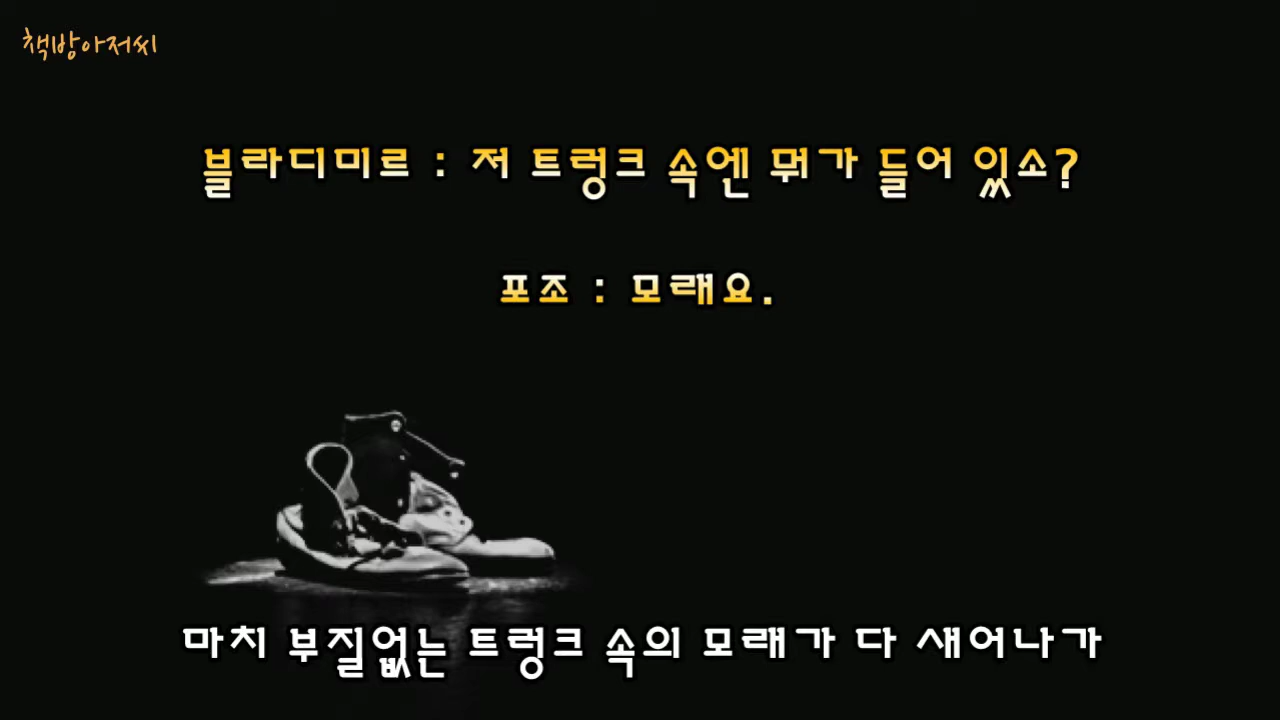 책방아저씨
블라디미르 : 저 트렁크 속엔 뭐가 들어 있소?
포조 : 모래요.
마치 부질없는 트렁크 속의 모래가 다 새어나가